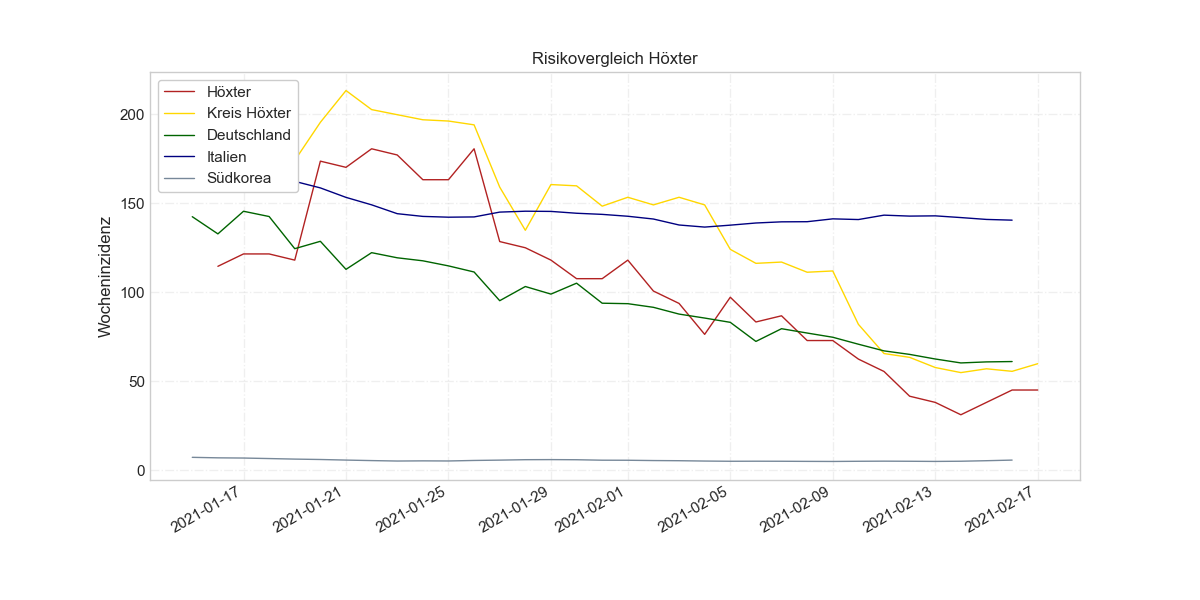 Risikovergleich Höxter
Höxter
Kreis Höxter
Deutschland
Italien
Südkorea
Wocheninzidenz
200
150
100
50
0
2021-01-17
2021-01-21
2021-01-25
2021-01-29
2021-02-01
2021-02-05
2021-02-09
2021-02-13
2021-02-17